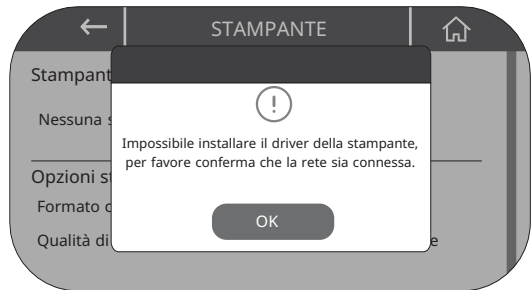 STAMPANTE
Stampant
Nessuna
Impossibile installare il driver della stampante,
per favore conferma che la rete sia connessa.
Opzioni
Formato
OK
Qualità di